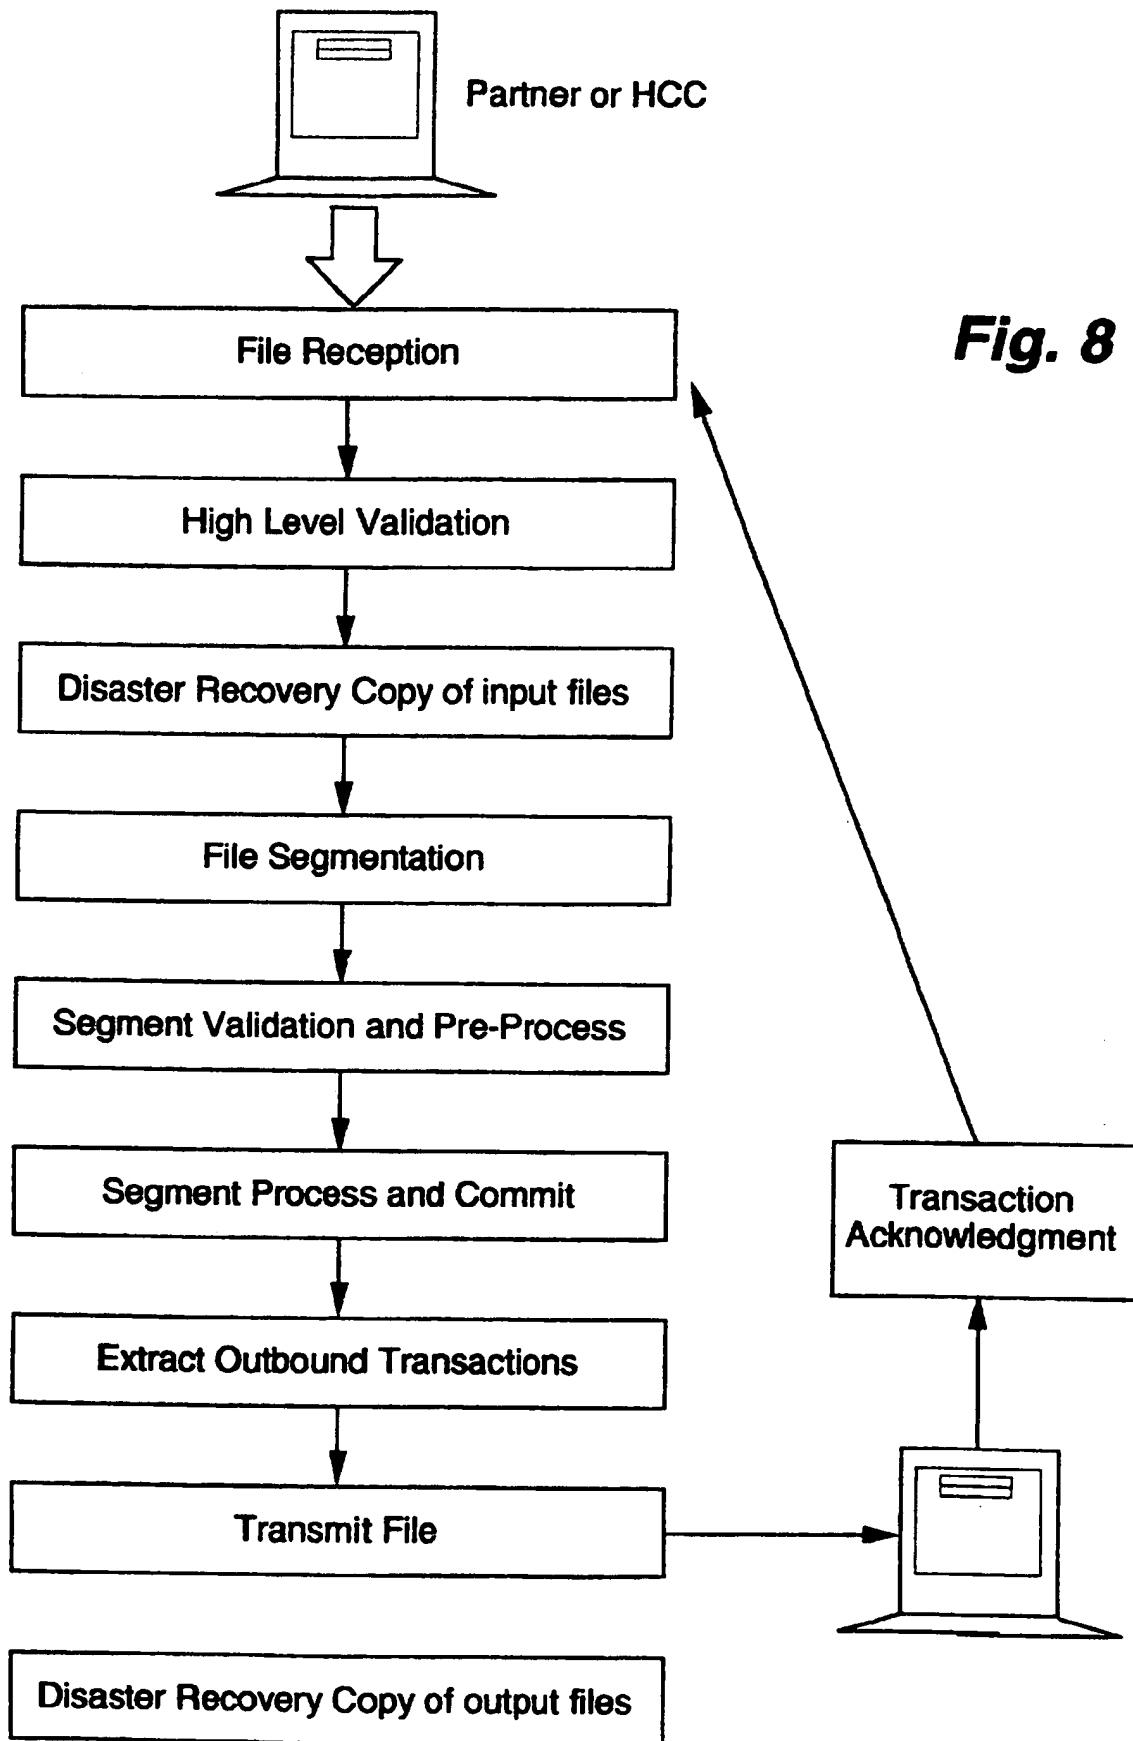 Partner or HCC
Fig. 8
File Reception
High Level Validation
Disaster Recovery Copy of input files
File Segmentation
Segment Validation and Pre-Process
Segment Process and Commit
Transaction
Acknowledgment
Extract Outbound Transactions
Transmit File
Disaster Recovery Copy of output files